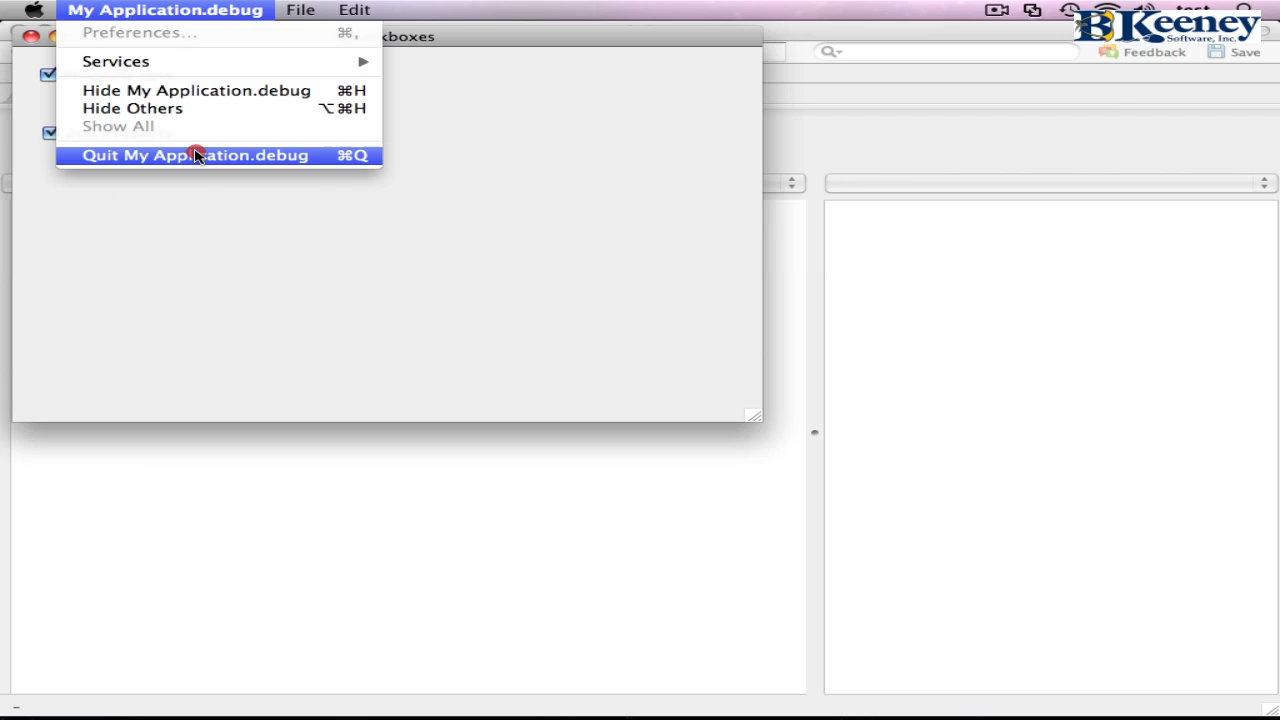 My Application.debug File Edit
BKeeney
Software, Inc.
kboxes
Feedback Save
Preferences... ⌘,
Services
Hide My Application.debug ⌘H
Hide Others ⌥⌘H
Show All
Quit My Application.debug ⌘Q